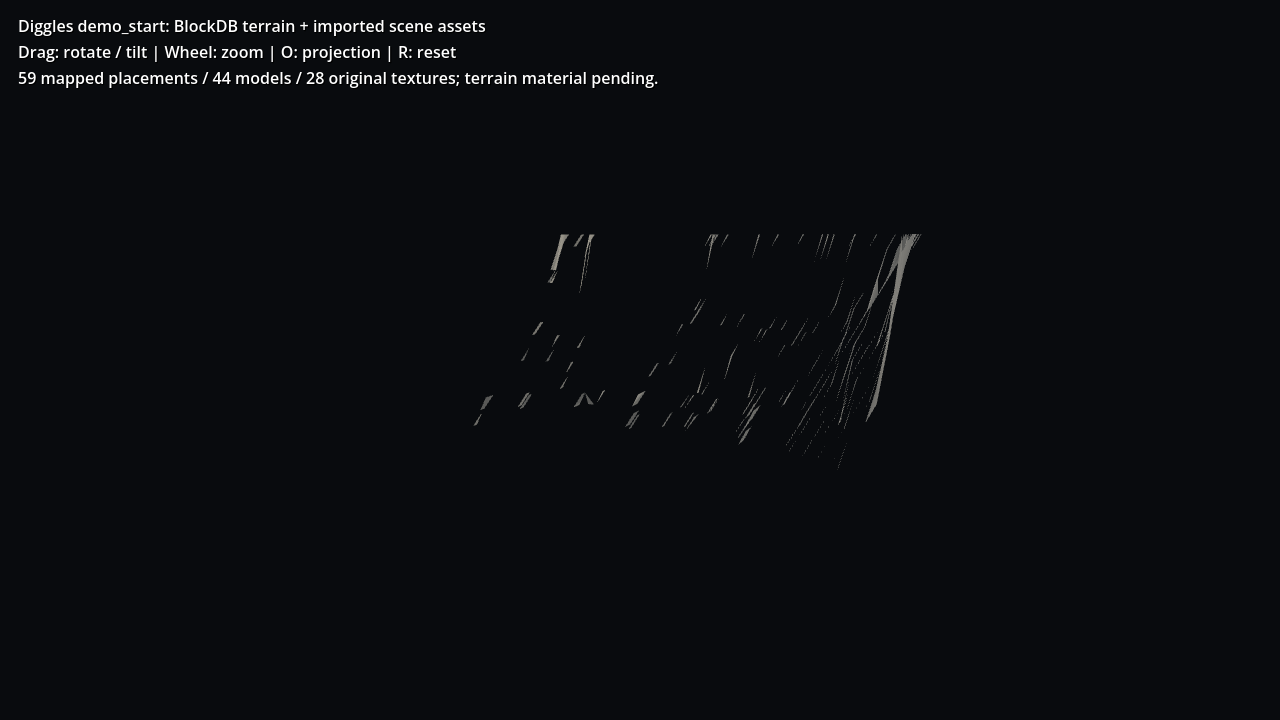 Diggles demo_start: BlockDB terrain + imported scene assets
Drag: rotate / tilt | Wheel: zoom | O: projection | R: reset
59 mapped placements / 44 models / 28 original textures; terrain material pending.